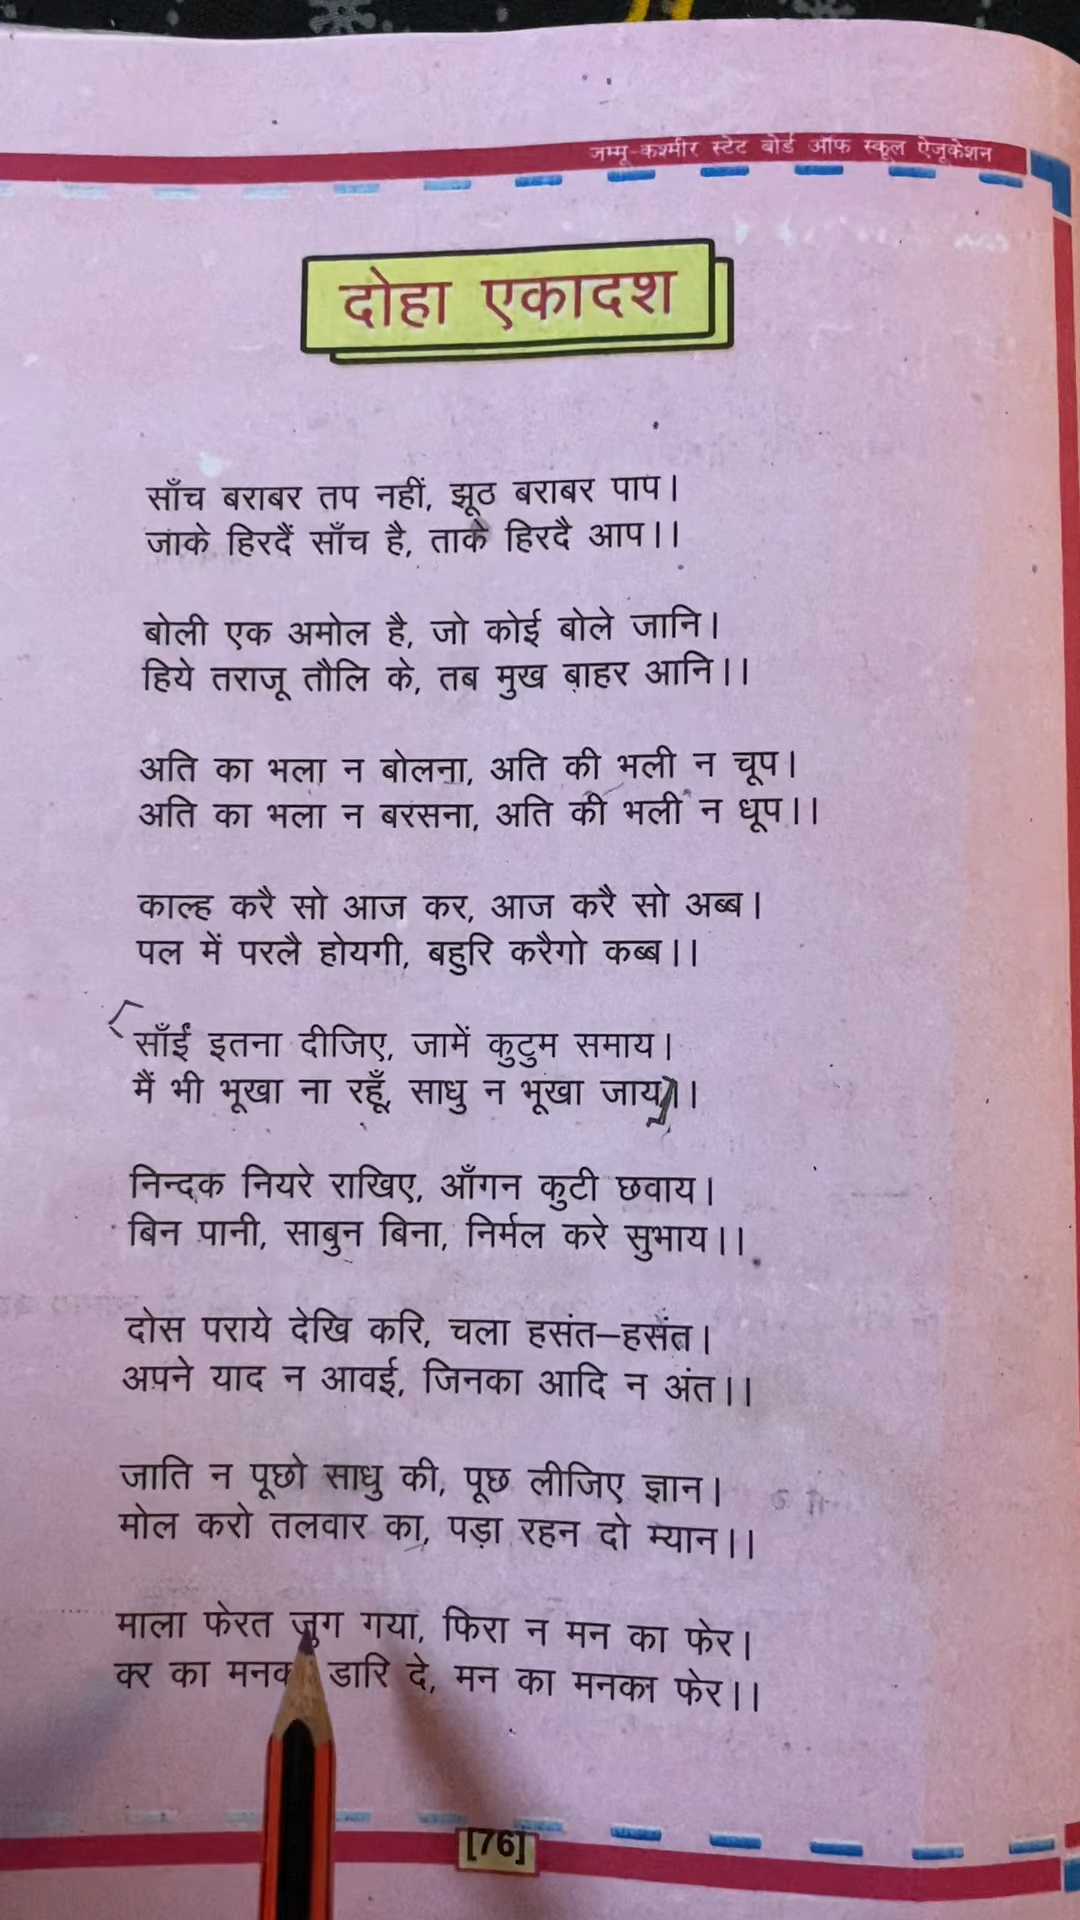 जम्मू-कश्मीर स्टेट बोर्ड ऑफ स्कूल ऐजूकेशन
दोहा एकादश
साँच बराबर तप नहीं, झूठ बराबर पाप।
जाके हिरदैं साँच है, ताके हिरदै आप।।
बोली एक अमोल है, जो कोई बोले जानि।
हिये तराजू तौलि के, तब मुख बाहर आनि।।
अति का भला न बोलना, अति की भली न चूप।
अति का भला न बरसना, अति की भली न धूप।।
काल्ह करै सो आज कर, आज करै सो अब्ब।
पल में परलै होयगी, बहुरि करैगो कब्ब।।
साँईं इतना दीजिए, जामें कुटुम समाय।
मैं भी भूखा ना रहूँ, साधु न भूखा जाय।।
निन्दक नियरे राखिए, आँगन कुटी छवाय।
बिन पानी, साबुन बिना, निर्मल करे सुभाय।।
दोस पराये देखि करि, चला हसंत–हसंत।
अपने याद न आवई, जिनका आदि न अंत।।
जाति न पूछो साधु की, पूछ लीजिए ज्ञान।
मोल करो तलवार का, पड़ा रहन दो म्यान।।
माला फेरत जुग गया, फिरा न मन का फेर।
कर का मनका डारि दे, मन का मनका फेर।।
[76]